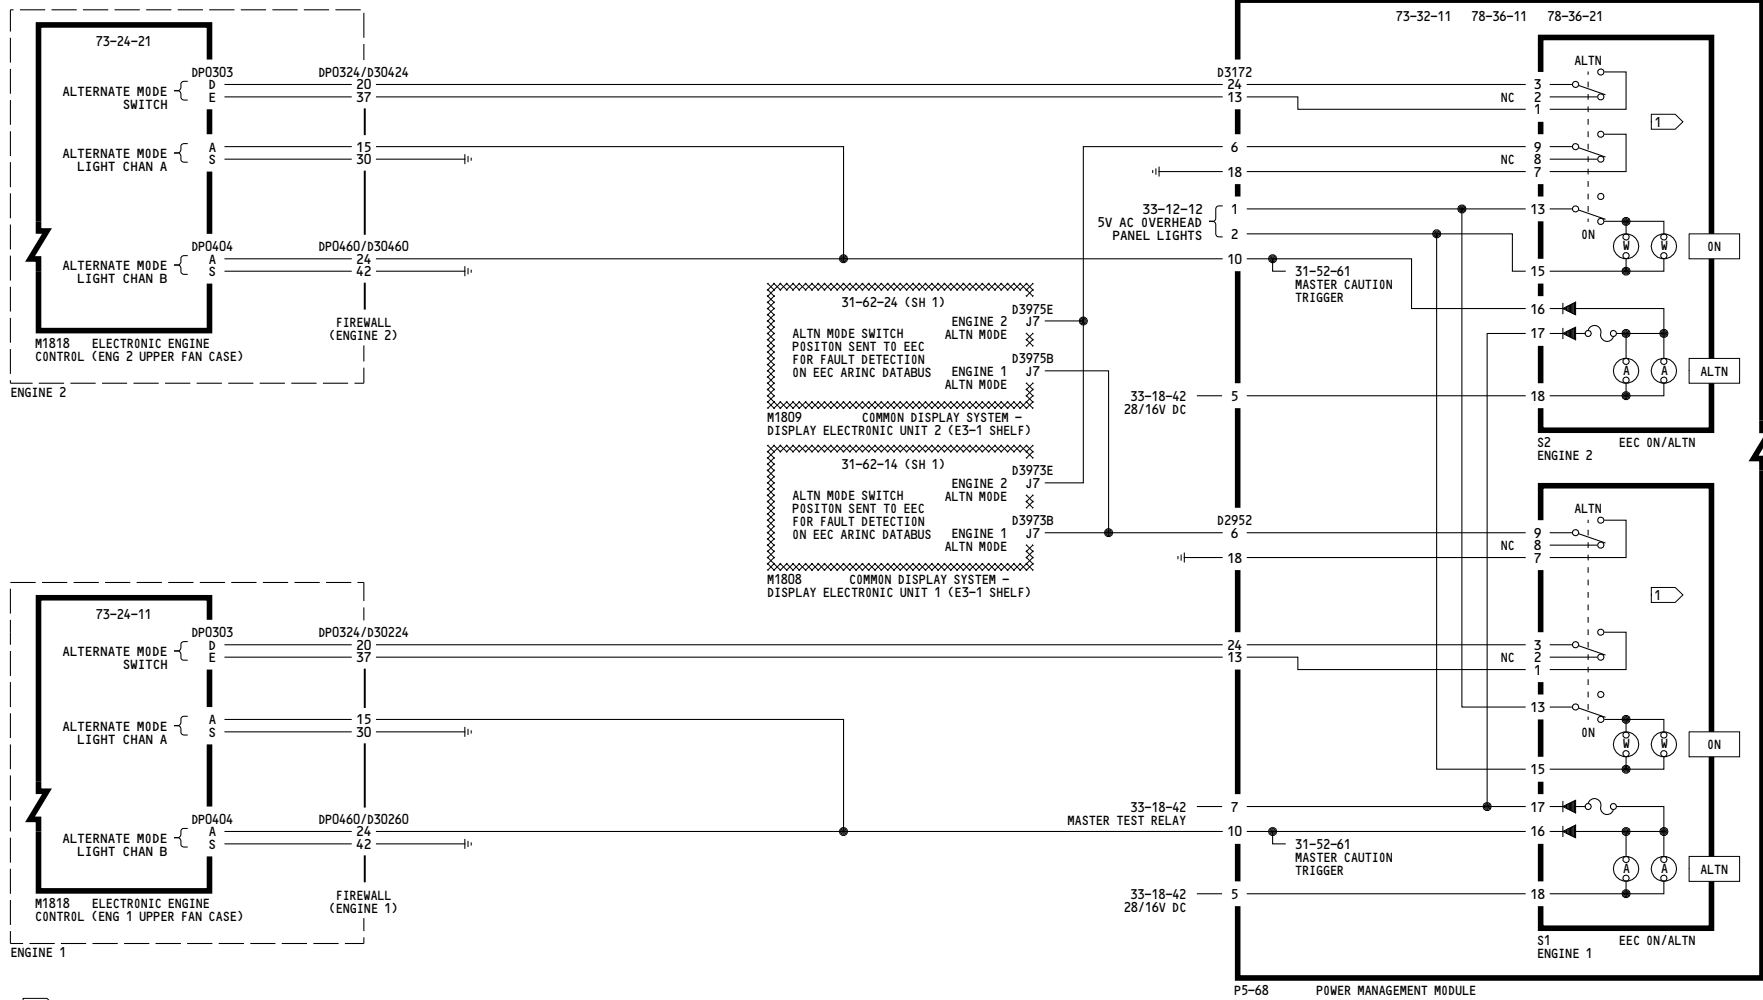 73-32-11 78-36-11 78-36-21
73-24-21
ALTERNATE MODE
SWITCH
DP0303
D
E
DP0324/D30424
20
37
ALTERNATE MODE
LIGHT CHAN A
A
S
15
30
ALTERNATE MODE
LIGHT CHAN B
DP0404
A
S
DP0460/D30460
24
42
FIREWALL
(ENGINE 2)
M1818 ELECTRONIC ENGINE
CONTROL (ENG 2 UPPER FAN CASE)
ENGINE 2
31-62-24 (SH 1)
ALTN MODE SWITCH
POSITON SENT TO EEC
FOR FAULT DETECTION
ON EEC ARINC DATABUS
ENGINE 2
ALTN MODE
D3975E
J7
ENGINE 1
ALTN MODE
D3975B
J7
M1809 COMMON DISPLAY SYSTEM -
DISPLAY ELECTRONIC UNIT 2 (E3-1 SHELF)
31-62-14 (SH 1)
ALTN MODE SWITCH
POSITON SENT TO EEC
FOR FAULT DETECTION
ON EEC ARINC DATABUS
ENGINE 2
ALTN MODE
D3973E
J7
ENGINE 1
ALTN MODE
D3973B
J7
M1808 COMMON DISPLAY SYSTEM -
DISPLAY ELECTRONIC UNIT 1 (E3-1 SHELF)
D3172
24
13
6
18
33-12-12
5V AC OVERHEAD
PANEL LIGHTS
1
2
10
31-52-61
MASTER CAUTION
TRIGGER
33-18-42
28/16V DC
5
ALTN
3
NC 2
1
1
9
NC 8
7
13
ON
W W
ON
15
16
17
A A
ALTN
18
S2
ENGINE 2
EEC ON/ALTN
73-24-11
ALTERNATE MODE
SWITCH
DP0303
D
E
DP0324/D30224
20
37
ALTERNATE MODE
LIGHT CHAN A
A
S
15
30
ALTERNATE MODE
LIGHT CHAN B
DP0404
A
S
DP0460/D30260
24
42
FIREWALL
(ENGINE 1)
M1818 ELECTRONIC ENGINE
CONTROL (ENG 1 UPPER FAN CASE)
ENGINE 1
D2952
6
18
24
13
33-18-42
MASTER TEST RELAY
7
10
31-52-61
MASTER CAUTION
TRIGGER
33-18-42
28/16V DC
5
ALTN
9
NC 8
7
1
3
NC 2
1
13
ON
W W
ON
15
17
16
A A
ALTN
18
S1
ENGINE 1
EEC ON/ALTN
P5-68 POWER MANAGEMENT MODULE